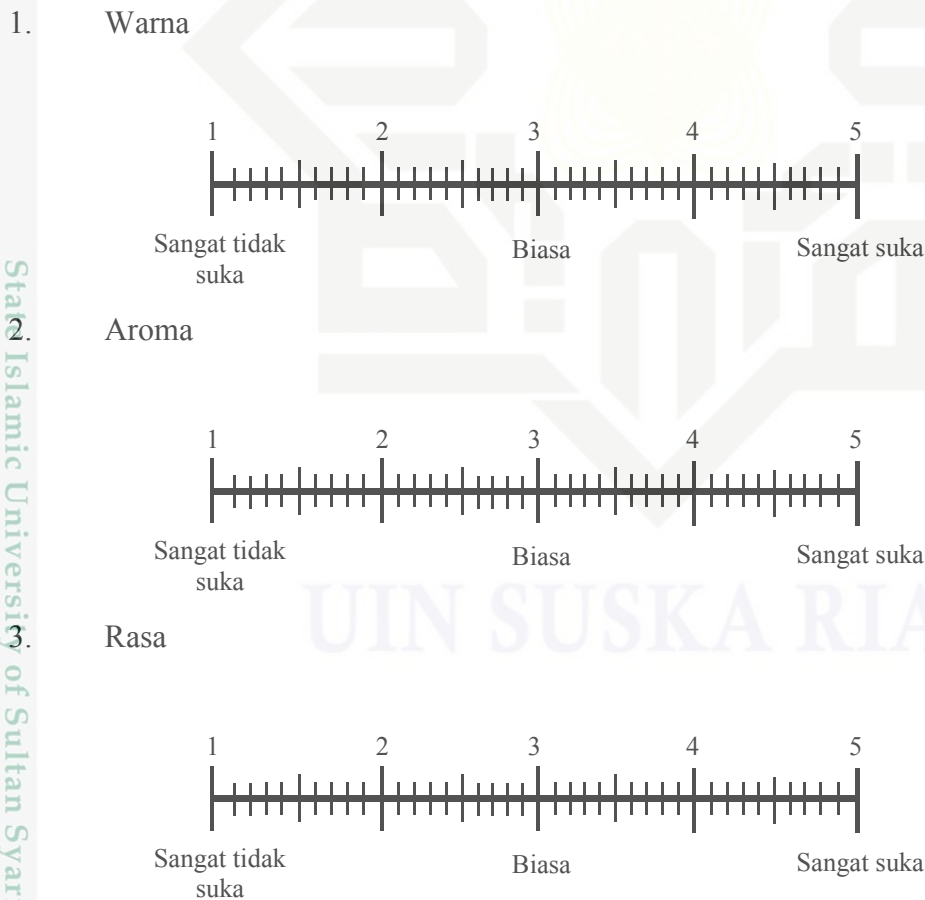 1. Warna
1 2 3 4 5
Sangat tidak
suka
Biasa
Sangat suka
2. Aroma
1 2 3 4 5
Sangat tidak
suka
Biasa
Sangat suka
3. Rasa
1 2 3 4 5
Sangat tidak
suka
Biasa
Sangat suka
State Islamic University of Sultan
UIN SUSKA